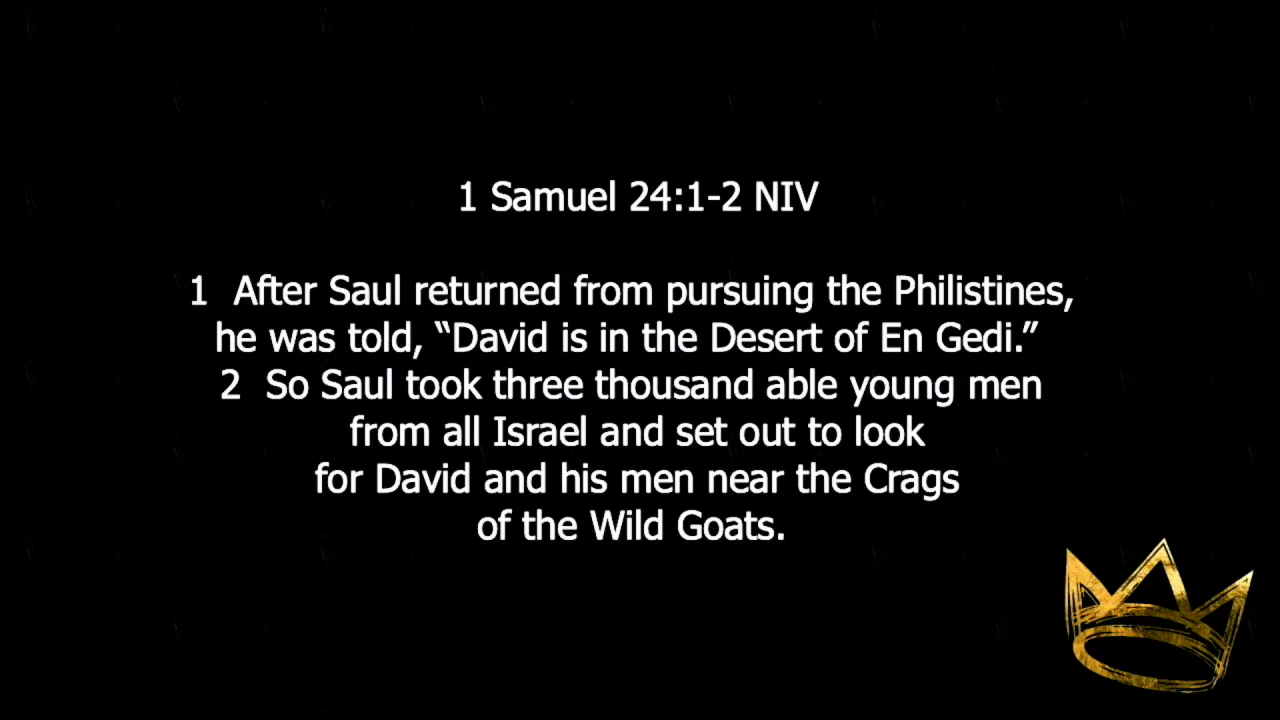 1 Samuel 24:1-2 NIV
1  After Saul returned from pursuing the Philistines,
he was told, “David is in the Desert of En Gedi.”
2  So Saul took three thousand able young men
from all Israel and set out to look
for David and his men near the Crags
of the Wild Goats.